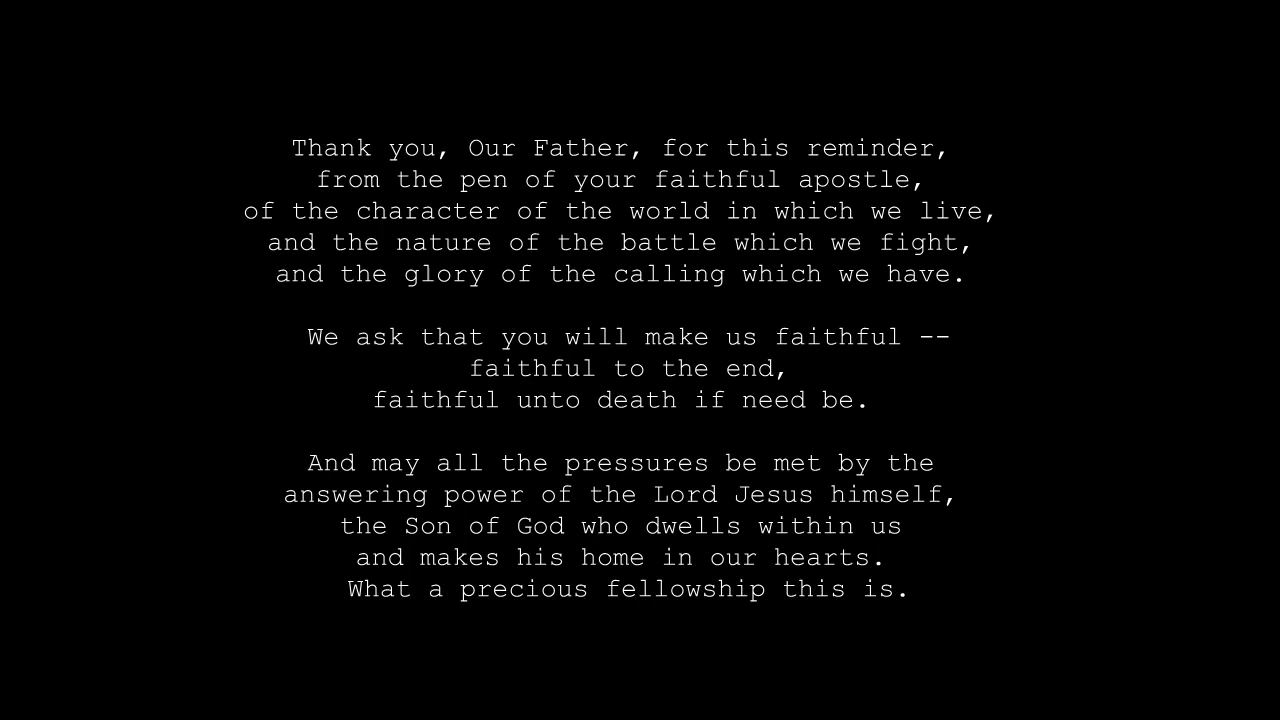 Thank you, Our Father, for this reminder,
from the pen of your faithful apostle,
of the character of the world in which we live,
and the nature of the battle which we fight,
and the glory of the calling which we have.
We ask that you will make us faithful --
faithful to the end,
faithful unto death if need be.
And may all the pressures be met by the
answering power of the Lord Jesus himself,
the Son of God who dwells within us
and makes his home in our hearts.
What a precious fellowship this is.